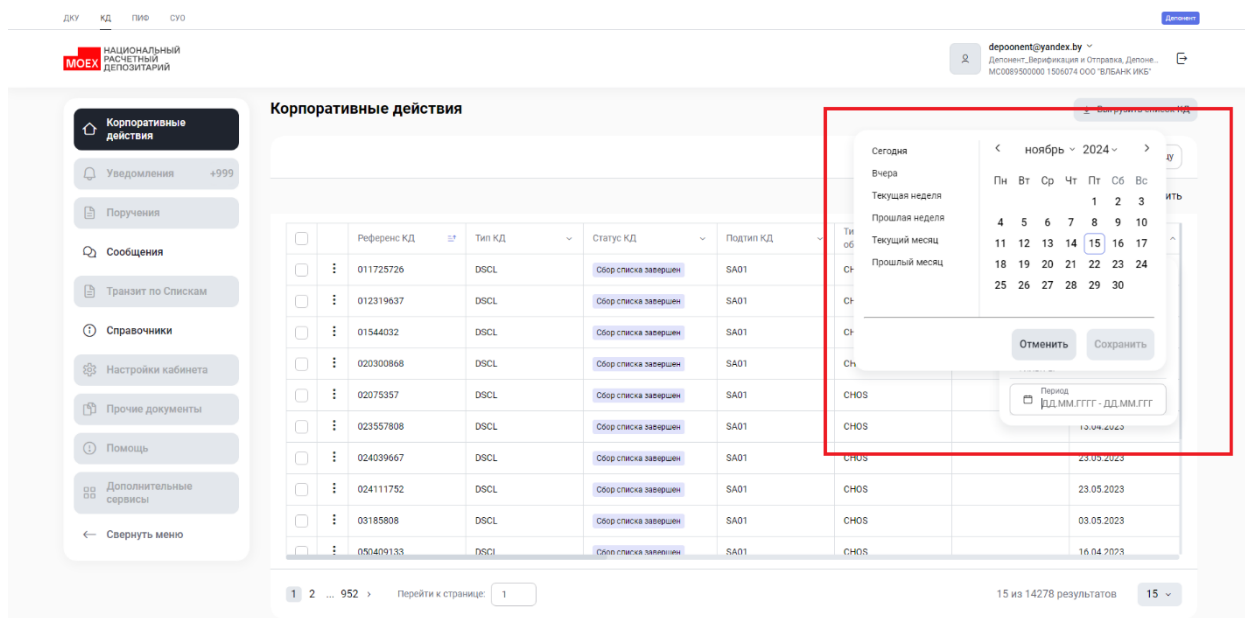 ДКУ КД ПИФ СУО
Депонент
MOEX НАЦИОНАЛЬНЫЙ РАСЧЕТНЫЙ ДЕПОЗИТАРИЙ
depoonent@yandex.by
Депонент_Верификация и Отправка, Депоне...
MC0089500000 1506074 ООО "ВЛБАНК ИКБ"
Корпоративные действия
Уведомления +999
Поручения
Сообщения
Транзит по Спискам
Справочники
Настройки кабинета
Прочие документы
Помощь
Дополнительные сервисы
Свернуть меню
Корпоративные действия
Сегодня
Вчера
Текущая неделя
Прошлая неделя
Текущий месяц
Прошлый месяц
ноябрь 2024
Пн Вт Ср Чт Пт Сб Вс
1 2 3
4 5 6 7 8 9 10
11 12 13 14 15 16 17
18 19 20 21 22 23 24
25 26 27 28 29 30
Отменить Сохранить
Период
ДД.ММ.ГГГГ - ДД.ММ.ГГГ
Референс КД Тип КД Статус КД Подтип КД
011725726 DSCL Сбор списка завершен SA01
012319637 DSCL Сбор списка завершен SA01
01544032 DSCL Сбор списка завершен SA01
020300868 DSCL Сбор списка завершен SA01
02075357 DSCL Сбор списка завершен SA01 CHOS
023557808 DSCL Сбор списка завершен SA01 CHOS 13.04.2023
024039667 DSCL Сбор списка завершен SA01 CHOS 23.05.2023
024111752 DSCL Сбор списка завершен SA01 CHOS 23.05.2023
03185808 DSCL Сбор списка завершен SA01 CHOS 03.05.2023
050409133 DSCL Сбор списка завершен SA01 CHOS 16.04.2023
1 2 ... 952 Перейти к странице: 1
15 из 14278 результатов 15